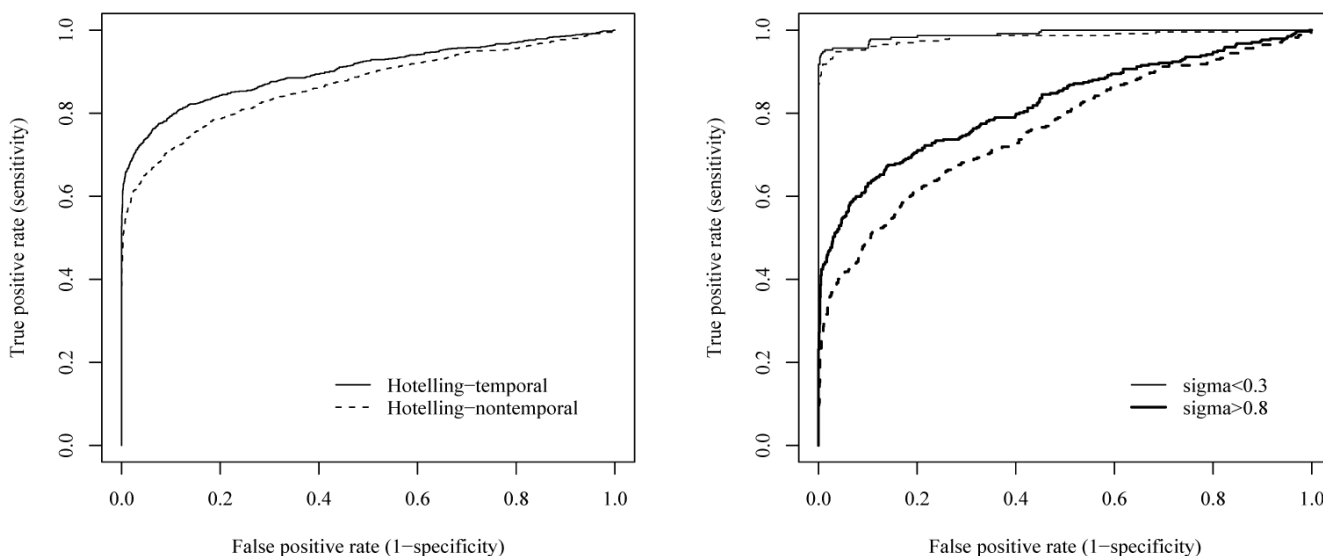 True positive rate (sensitivity)
1.0
0.8
0.6
0.4
0.2
0.0
Hotelling−temporal
Hotelling−nontemporal
0.0 0.2 0.4 0.6 0.8 1.0
False positive rate (1−specificity)
True positive rate (sensitivity)
1.0
0.8
0.6
0.4
0.2
0.0
sigma<0.3
sigma>0.8
0.0 0.2 0.4 0.6 0.8 1.0
False positive rate (1−specificity)